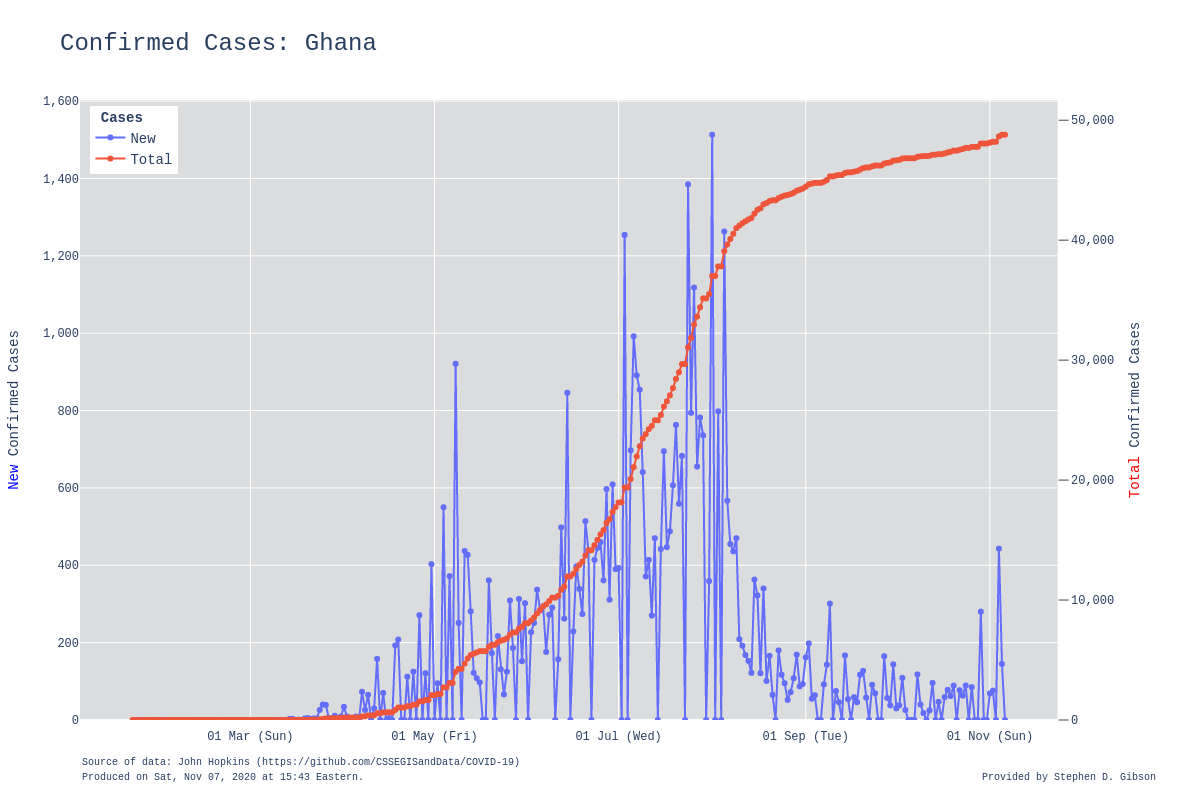 Confirmed Cases: Ghana
Cases
New
Total
1,600
1,400
1,200
1,000
800
600
400
200
0
New Confirmed Cases
50,000
40,000
30,000
20,000
10,000
0
Total Confirmed Cases
01 Mar (Sun)
01 May (Fri)
01 Jul (Wed)
01 Sep (Tue)
01 Nov (Sun)
Source of data: John Hopkins (https://github.com/CSSEGISandData/COVID-19)
Produced on Sat, Nov 07, 2020 at 15:43 Eastern.
Provided by Stephen D. Gibson